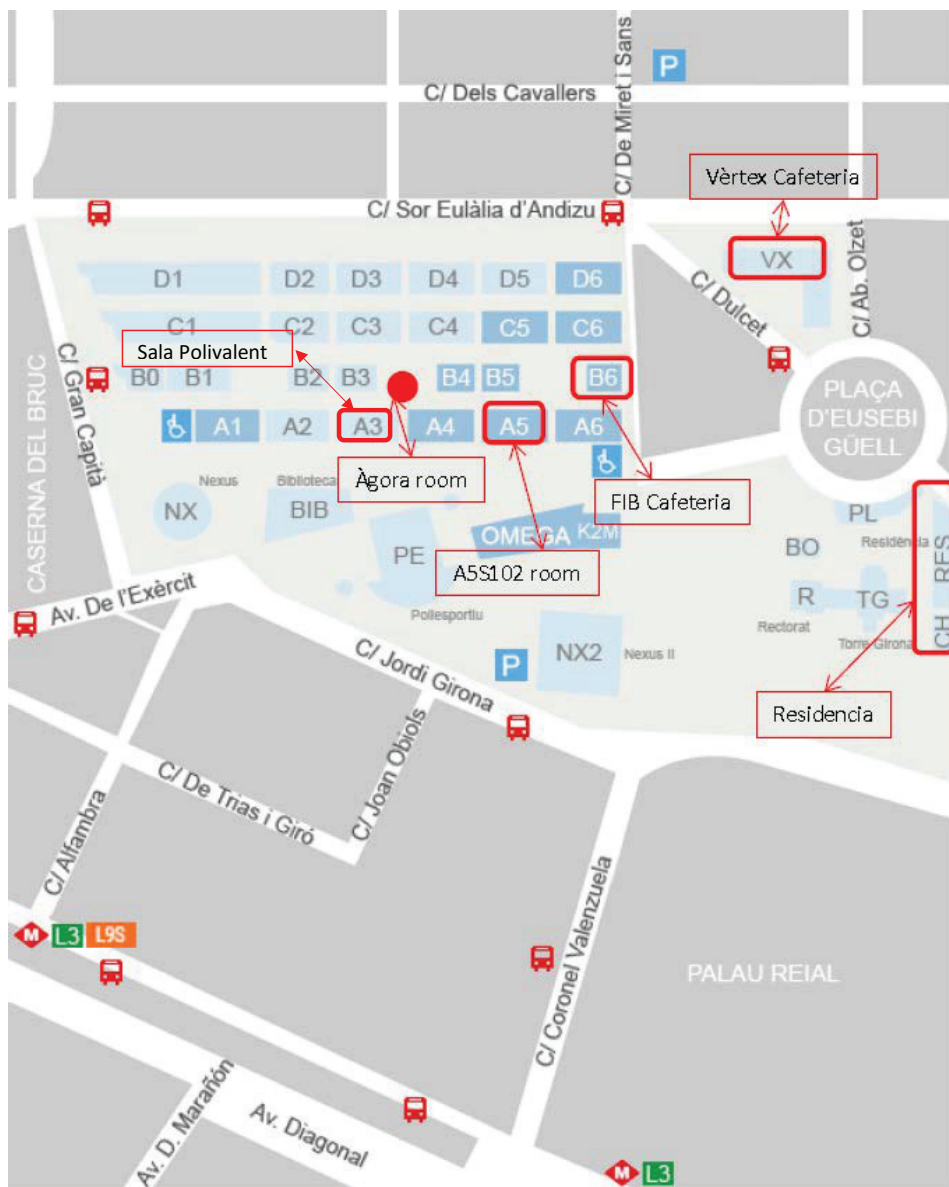 C/ De Miret i Sans
P
C/ Dels Cavallers
Vèrtex Cafeteria
C/ Sor Eulàlia d'Andizu
VX
C/ Ab. Olzet
C/ Dulcet
D1 D2 D3 D4 D5 D6
C1 C2 C3 C4 C5 C6
Sala Polivalent
B0 B1 B2 B3 B4 B5 B6
PLAÇA
D'EUSEBI
GÜELL
A1 A2 A3 A4 A5 A6
C/ Gran Capità
CASERNA DEL BRUC
Àgora room
FIB Cafeteria
Nexus
Biblioteca
NX
BIB
OMEGA
K2M
PL
Residència
RES
PE
BO
A5S102 room
CH
R
TG
Av. De l'Exèrcit
Poliesportiu
Rectorat
Torre Girona
P
NX2
Nexus II
C/ Jordi Girona
Residencia
C/ Joan Obiols
C/ De Trias i Giró
C/ Alfambra
C/ Coronel Valenzuela
M L3 L9S
PALAU REIAL
Av. D. Marañón
Av. Diagonal
M L3